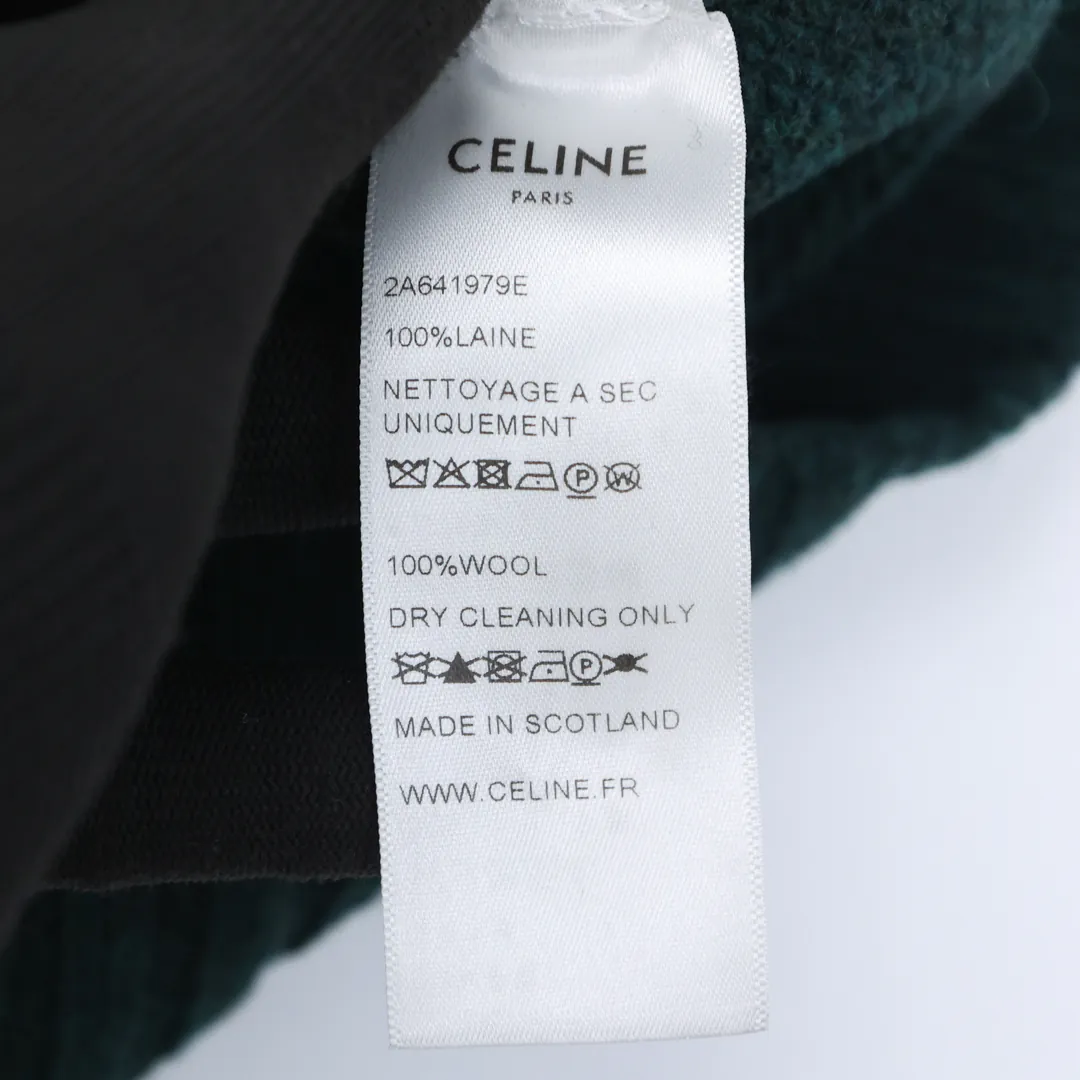 CELINE
PARIS
2A641979E
100%LAINE
NETTOYAGE A SEC
UNIQUEMENT
P W
100%WOOL
DRY CLEANING ONLY
P
MADE IN SCOTLAND
WWW.CELINE.FR